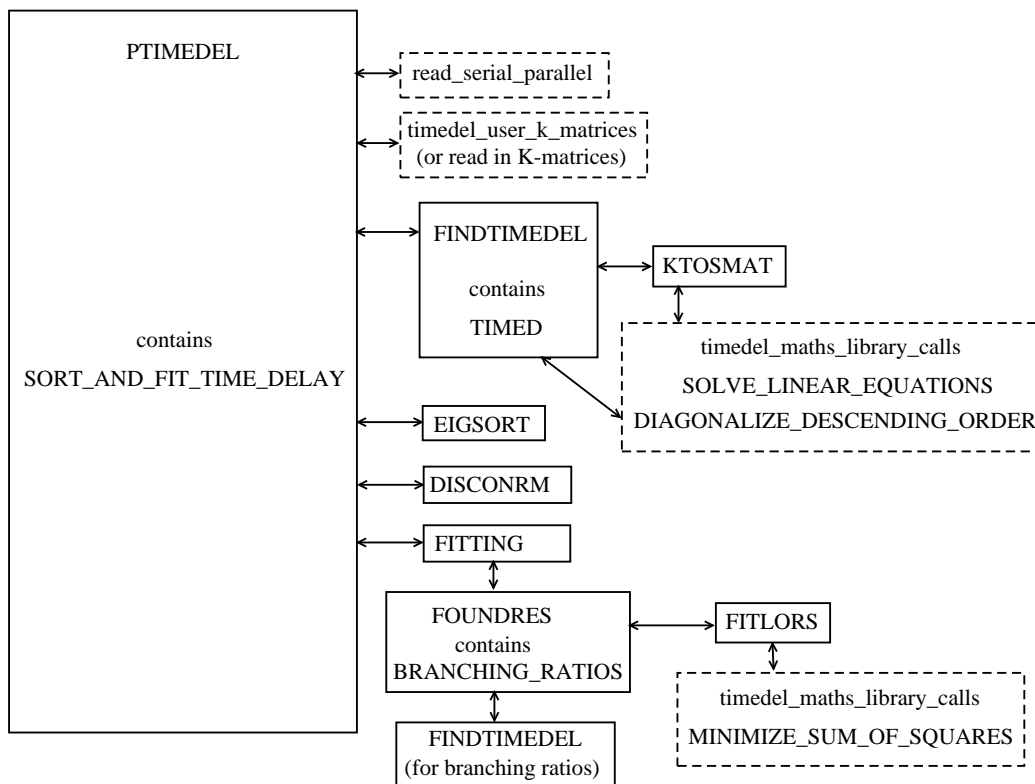 PTIMEDEL
contains
SORT_AND_FIT_TIME_DELAY
read_serial_parallel
timedel_user_k_matrices
(or read in K-matrices)
FINDTIMEDEL
contains
TIMED
KTOSMAT
timedel_maths_library_calls
SOLVE_LINEAR_EQUATIONS
DIAGONALIZE_DESCENDING_ORDER
EIGSORT
DISCONRM
FITTING
FOUNDRES
contains
BRANCHING_RATIOS
FITLORS
timedel_maths_library_calls
MINIMIZE_SUM_OF_SQUARES
FINDTIMEDEL
(for branching ratios)